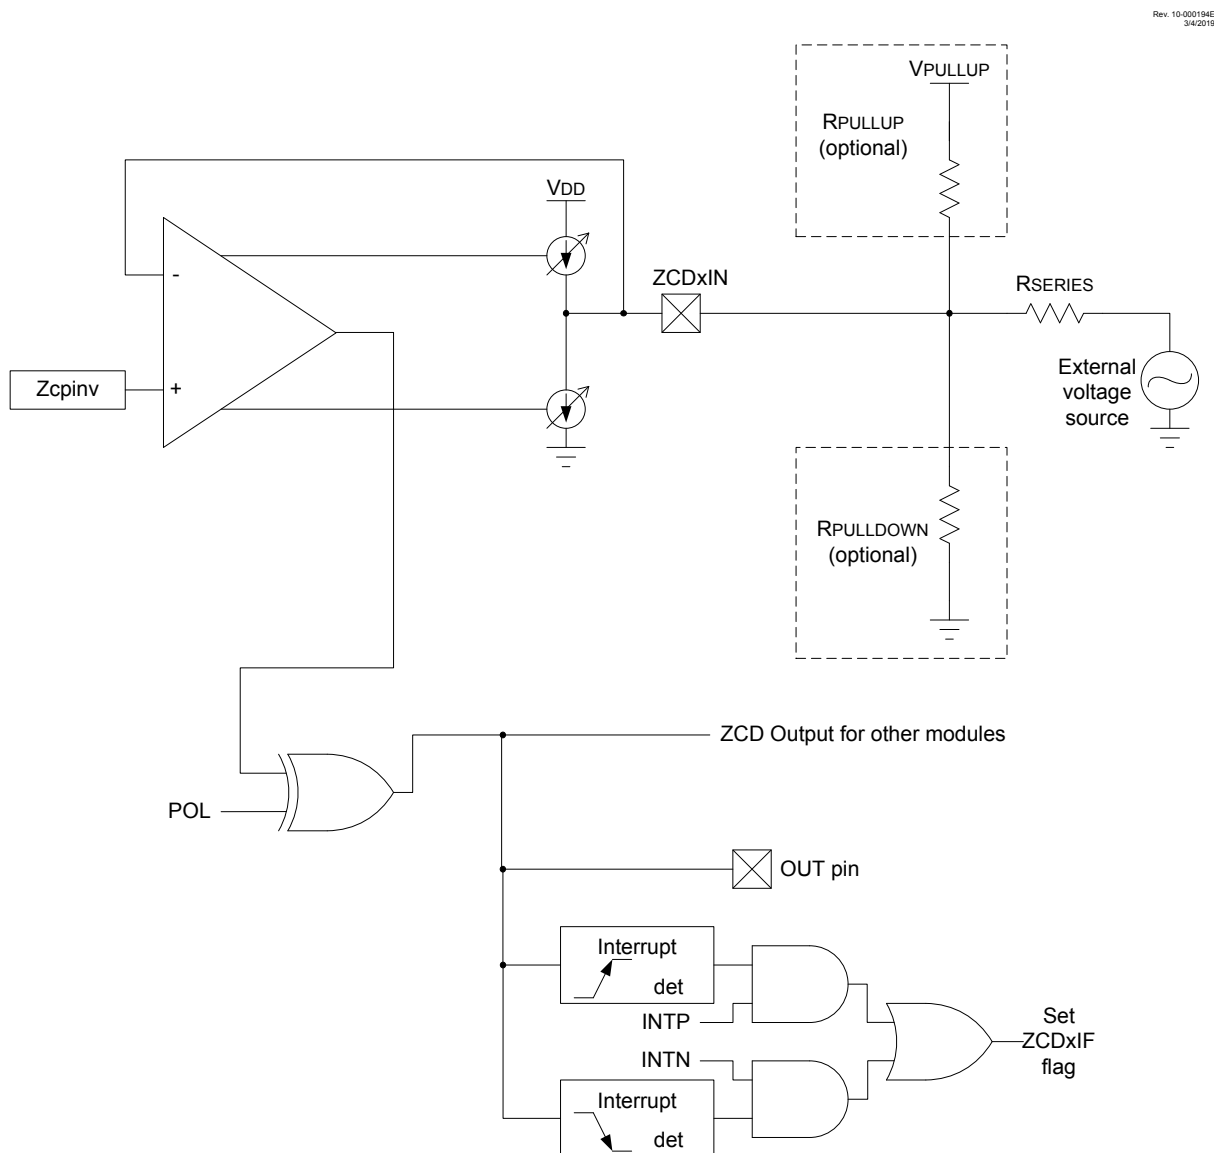 Rev. 10-000194E
3/4/2019
VPULLUP
RPULLUP
(optional)
VDD
ZCDxIN
RSERIES
-
Zcpinv
+
External
voltage
source
RPULLDOWN
(optional)
ZCD Output for other modules
POL
OUT pin
Interrupt
det
INTP
Set
ZCDxIF
flag
INTN
Interrupt
det